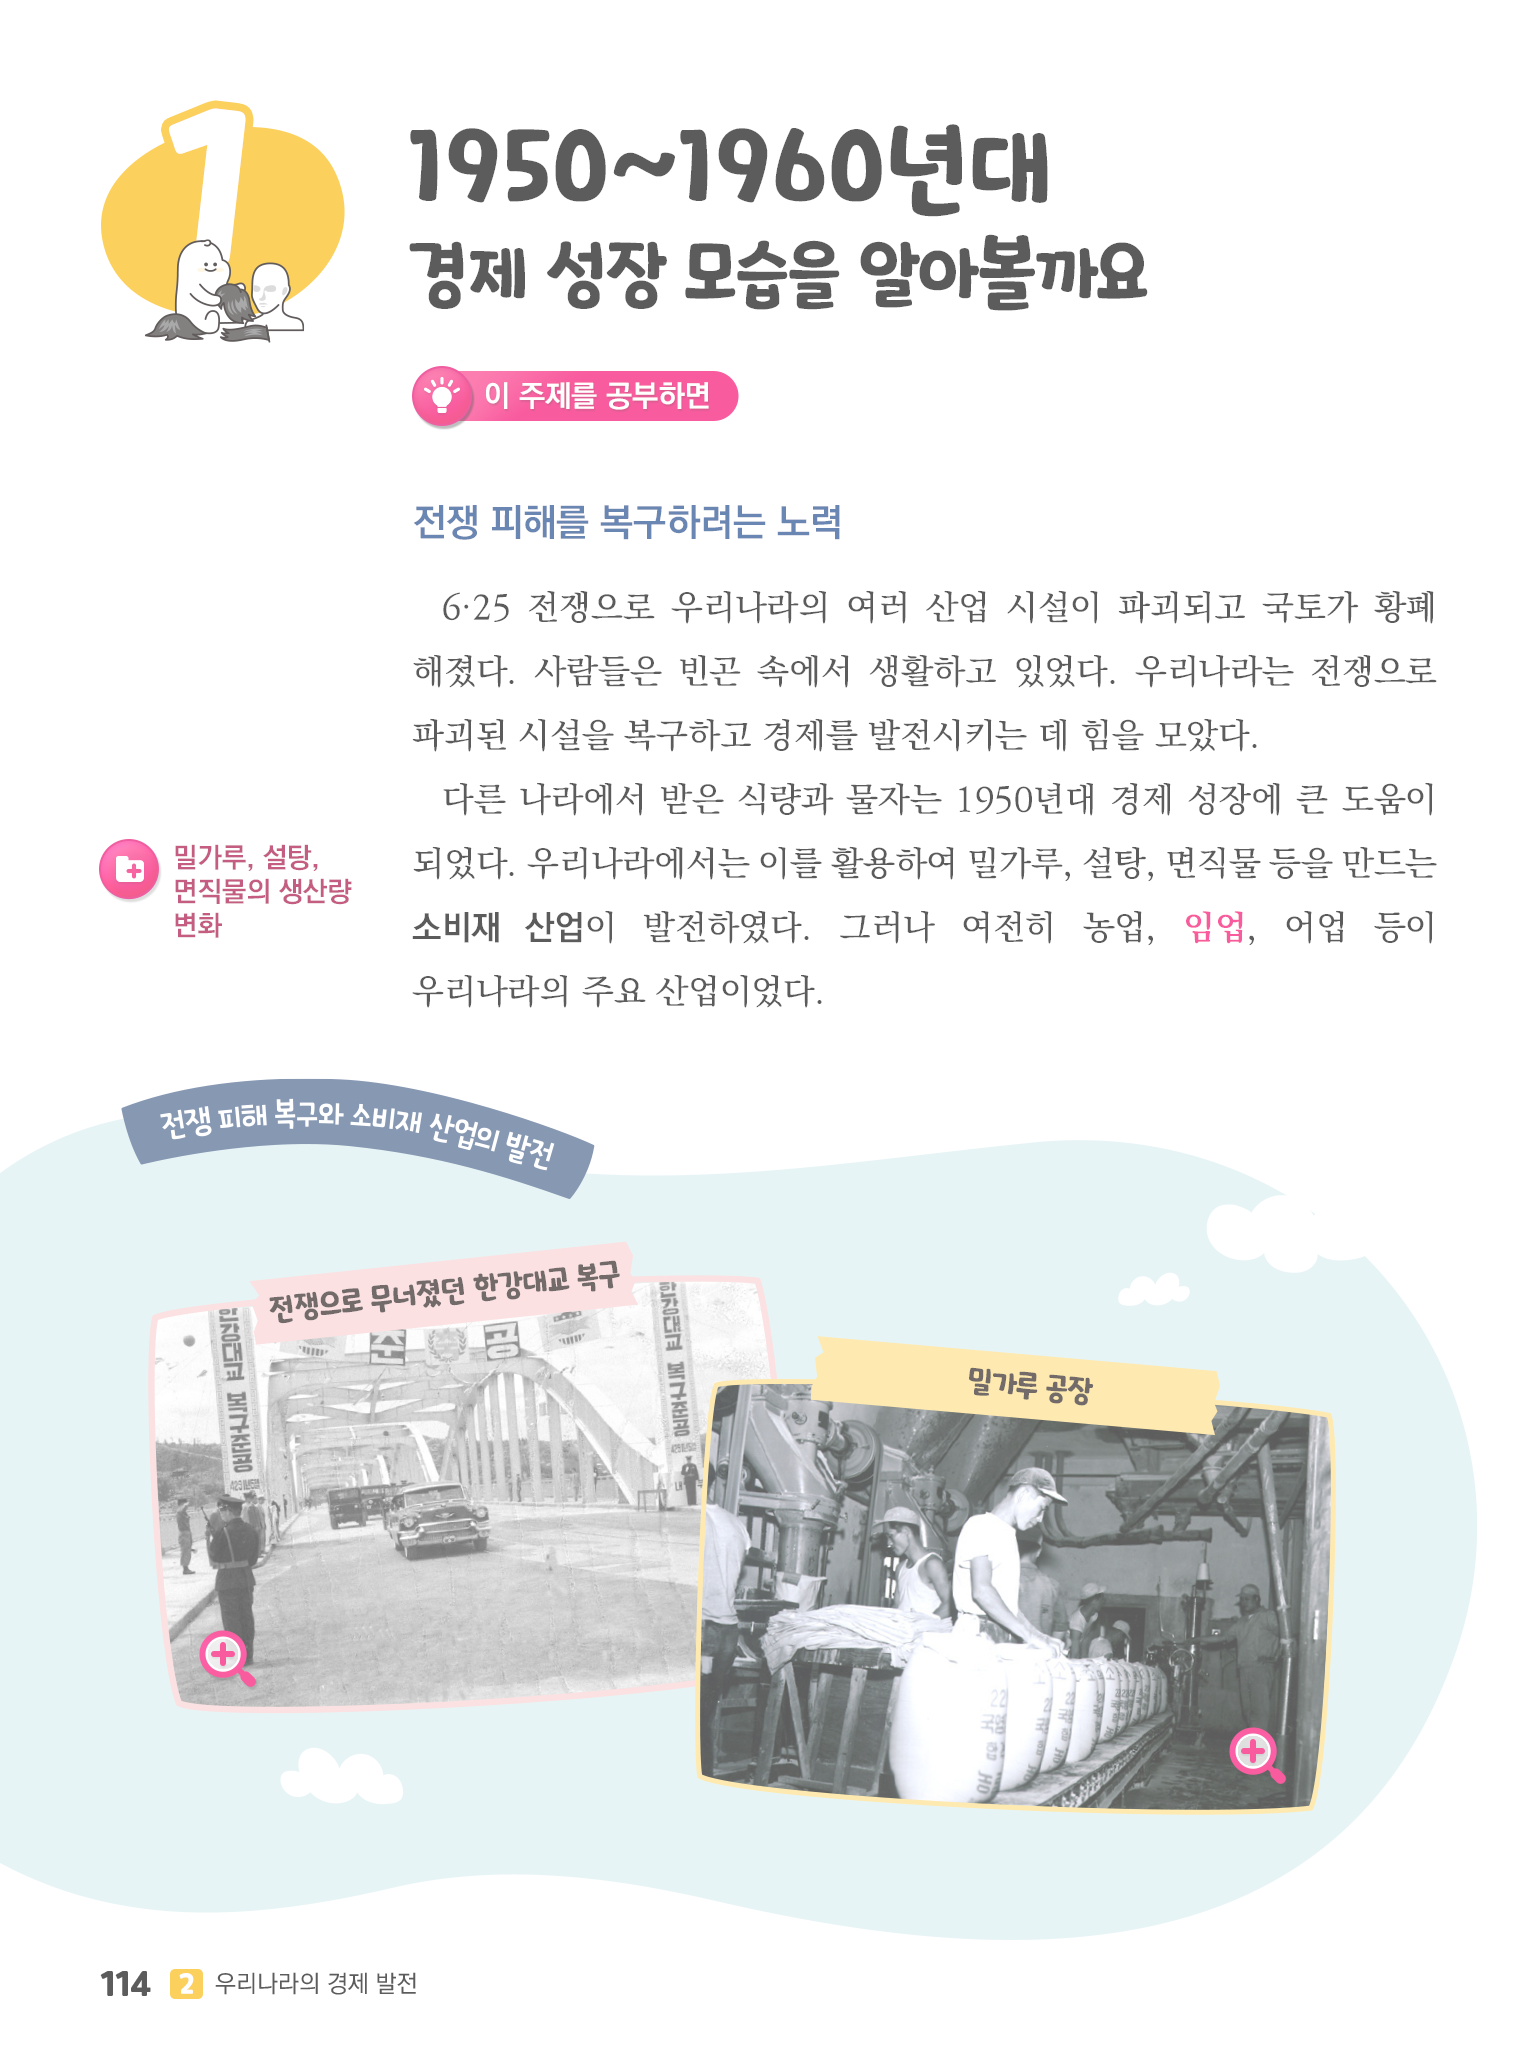 1
1950~1960년대
경제 성장 모습을 알아볼까요
이 주제를 공부하면
전쟁 피해를 복구하려는 노력
6·25 전쟁으로 우리나라의 여러 산업 시설이 파괴되고 국토가 황폐
해졌다. 사람들은 빈곤 속에서 생활하고 있었다. 우리나라는 전쟁으로
파괴된 시설을 복구하고 경제를 발전시키는 데 힘을 모았다.
다른 나라에서 받은 식량과 물자는 1950년대 경제 성장에 큰 도움이
되었다. 우리나라에서는 이를 활용하여 밀가루, 설탕, 면직물 등을 만드는
소비재 산업이 발전하였다. 그러나 여전히 농업, 임업, 어업 등이
우리나라의 주요 산업이었다.
밀가루, 설탕,
면직물의 생산량
변화
전쟁 피해 복구와 소비재 산업의 발전
전쟁으로 무너졌던 한강대교 복구
한강대교 복구준공
준 공
한강대교 복구준공
밀가루 공장
22
114 2 우리나라의 경제 발전